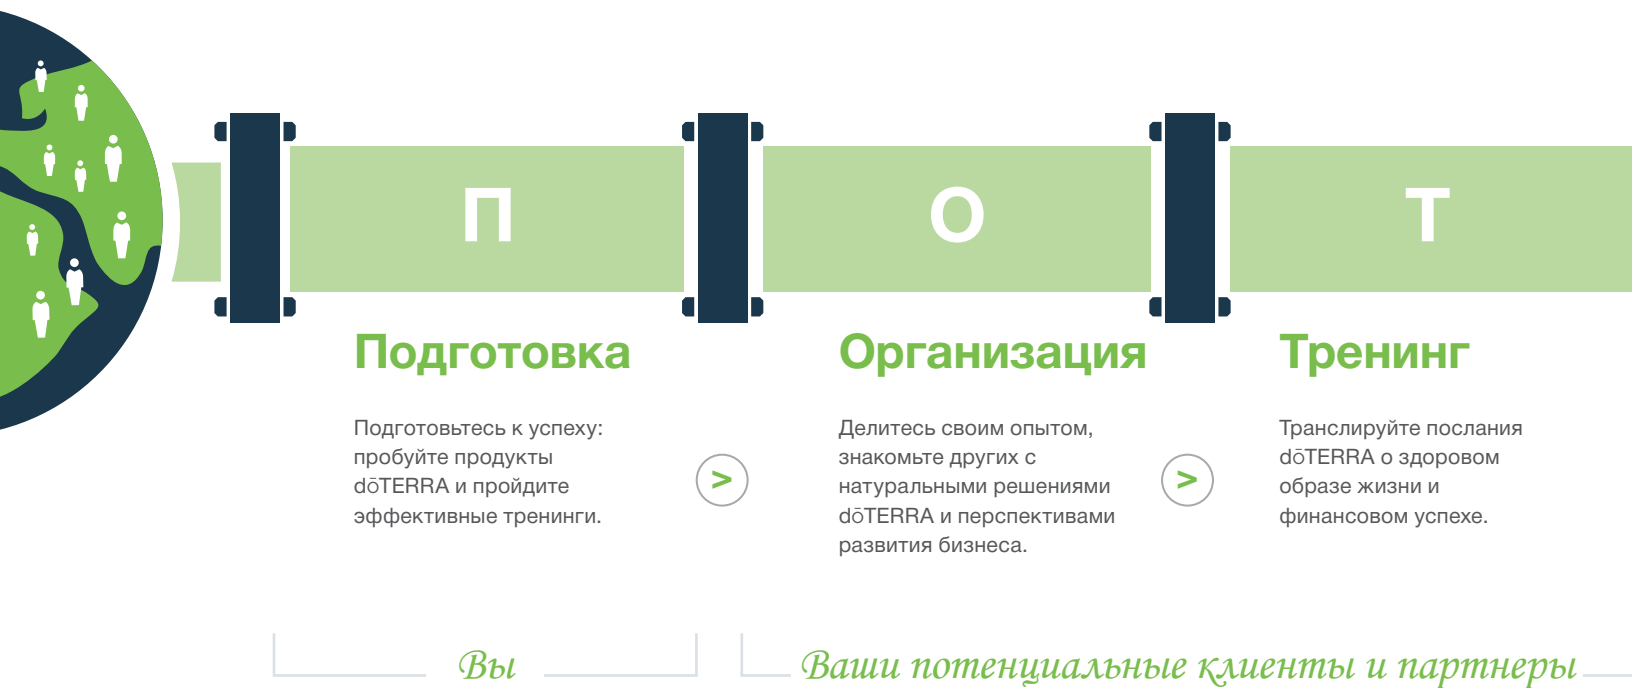 П
О
Т
Подготовка
Подготовьтесь к успеху:
пробуйте продукты
dōTERRA и пройдите
эффективные тренинги.
>
Организация
Делитесь своим опытом,
знакомьте других с
натуральными решениями
dōTERRA и перспективами
развития бизнеса.
>
Тренинг
Транслируйте послания
dōTERRA о здоровом
образе жизни и
финансовом успехе.
Вы
Ваши потенциальные клиенты и партнеры